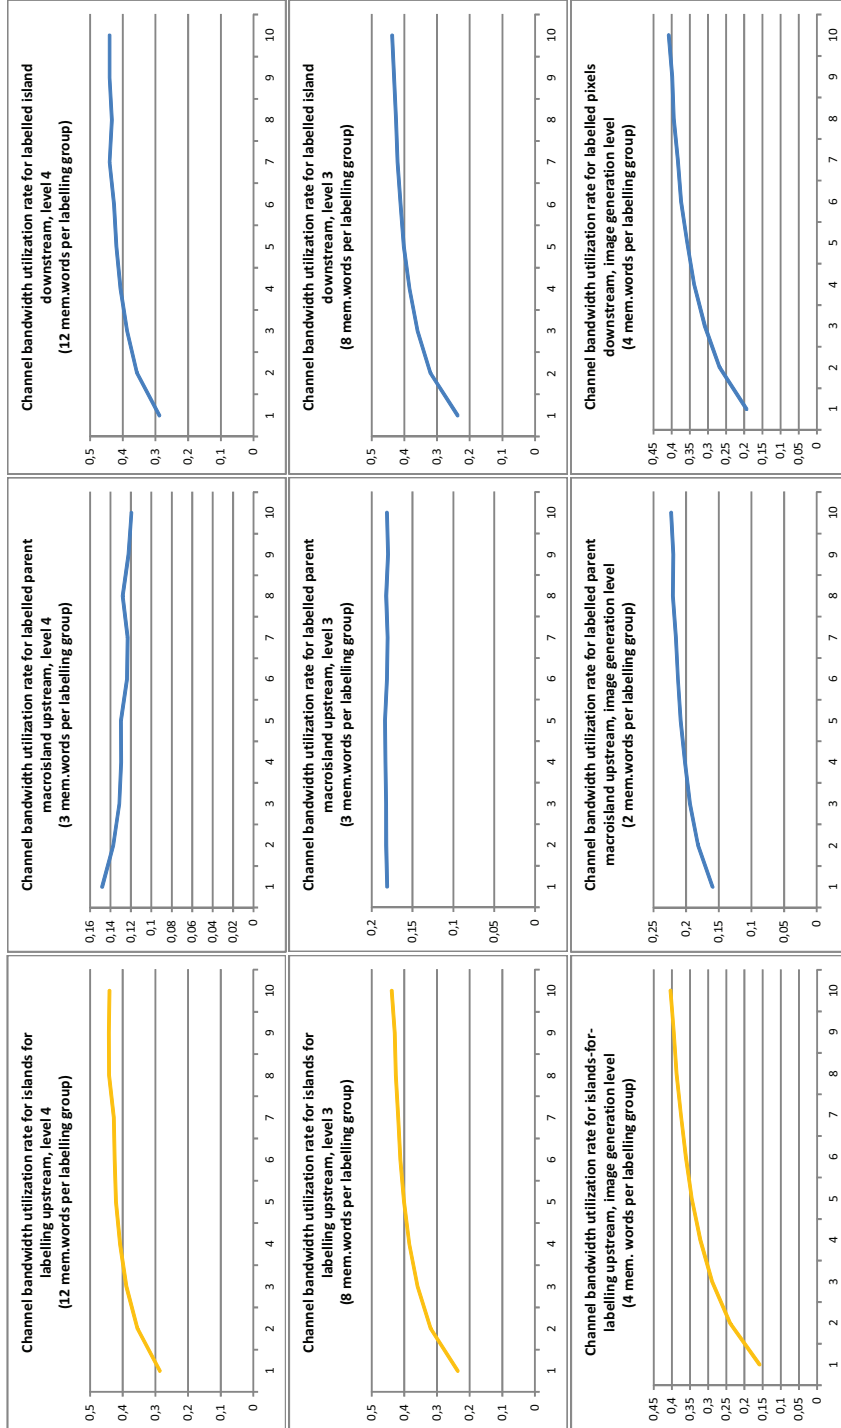 Channel bandwidth utilization rate for islands for
labelling upstream, level 4
(12 mem.words per labelling group)
0,5
0,4
0,3
0,2
0,1
0
1 2 3 4 5 6 7 8 9 10
Channel bandwidth utilization rate for labelled parent
macroisland upstream, level 4
(3 mem.words per labelling group)
0,16
0,14
0,12
0,1
0,08
0,06
0,04
0,02
0
1 2 3 4 5 6 7 8 9 10
Channel bandwidth utilization rate for labelled island
downstream, level 4
(12 mem.words per labelling group)
0,5
0,4
0,3
0,2
0,1
0
1 2 3 4 5 6 7 8 9 10
Channel bandwidth utilization rate for islands for
labelling upstream, level 3
(8 mem.words per labelling group)
0,5
0,4
0,3
0,2
0,1
0
1 2 3 4 5 6 7 8 9 10
Channel bandwidth utilization rate for labelled parent
macroisland upstream, level 3
(3 mem.words per labelling group)
0,2
0,15
0,1
0,05
0
1 2 3 4 5 6 7 8 9 10
Channel bandwidth utilization rate for labelled island
downstream, level 3
(8 mem.words per labelling group)
0,5
0,4
0,3
0,2
0,1
0
1 2 3 4 5 6 7 8 9 10
Channel bandwidth utilization rate for islands-for-
labelling upstream, image generation level
(4 mem. words per labelling group)
0,45
0,4
0,35
0,3
0,25
0,2
0,15
0,1
0,05
0
1 2 3 4 5 6 7 8 9 10
Channel bandwidth utilization rate for labelled parent
macroisland upstream, image generation level
(2 mem.words per labelling group)
0,25
0,2
0,15
0,1
0,05
0
1 2 3 4 5 6 7 8 9 10
Channel bandwidth utilization rate for labelled pixels
downstream, image generation level
(4 mem.words per labelling group)
0,45
0,4
0,35
0,3
0,25
0,2
0,15
0,1
0,05
0
1 2 3 4 5 6 7 8 9 10